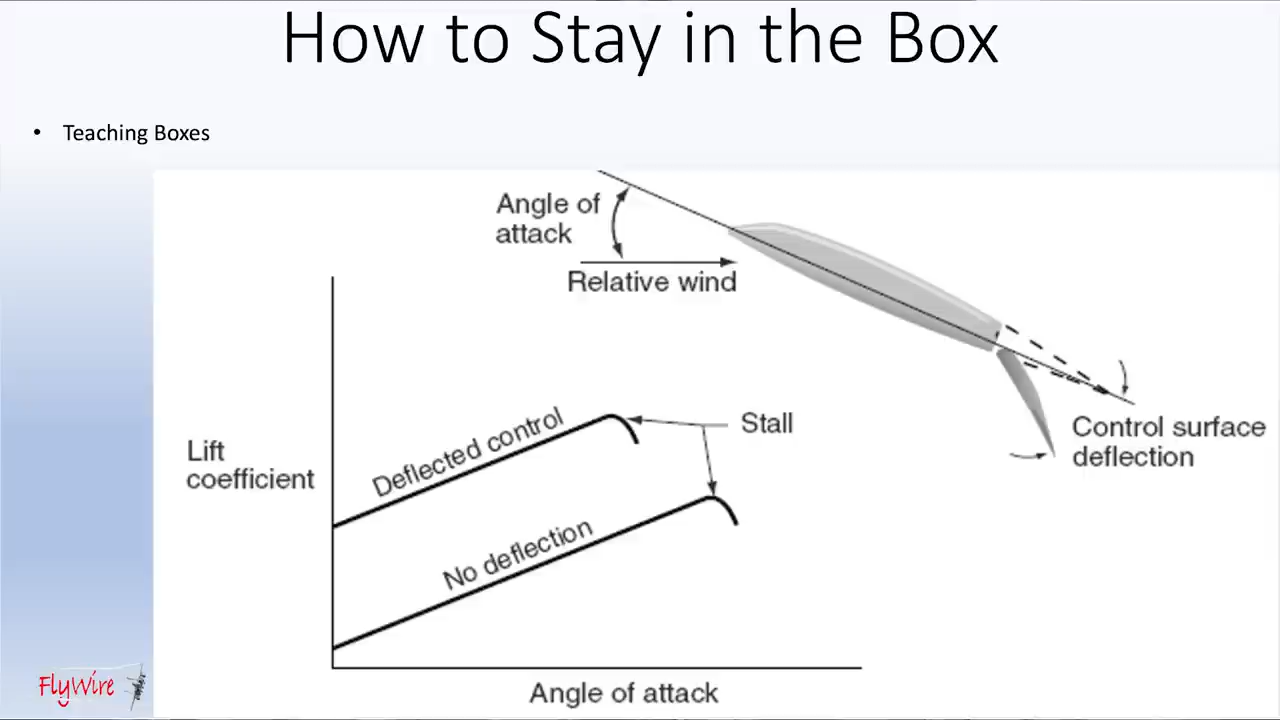 How to Stay in the Box
• Teaching Boxes
Angle of
attack
Relative wind
Control surface
deflection
Stall
Deflected control
Lift
coefficient
No deflection
Angle of attack
FlyWire